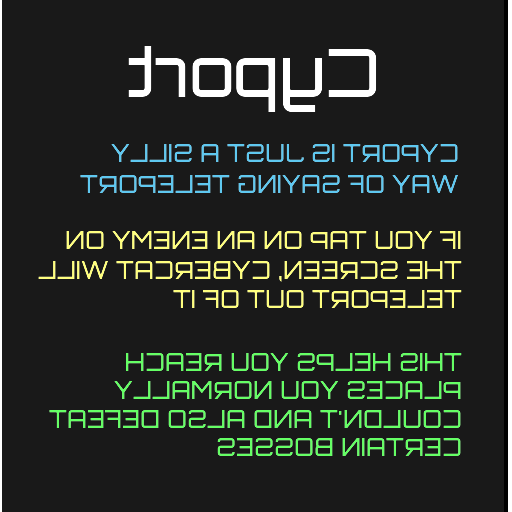 Cyport
CYPORT IS JUST A SILLY
WAY OF SAYING TELEPORT
IF YOU TAP ON AN ENEMY ON
THE SCREEN, CYBERCAT WILL
TELEPORT OUT OF IT
THIS HELPS YOU REACH
PLACES YOU NORMALLY
COULDN'T AND ALSO DEFEAT
CERTAIN BOSSES